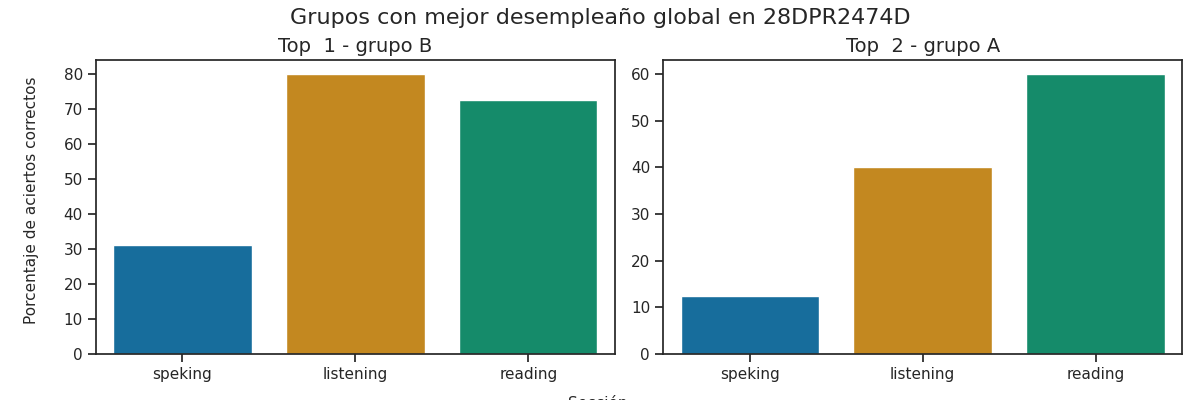 Grupos con mejor desempleaño global en 28DPR2474D
Top 1 - grupo B
Porcentaje de aciertos correctos
80
70
60
50
40
30
20
10
0
speking listening reading
Top 2 - grupo A
60
50
40
30
20
10
0
speking listening reading
Sección